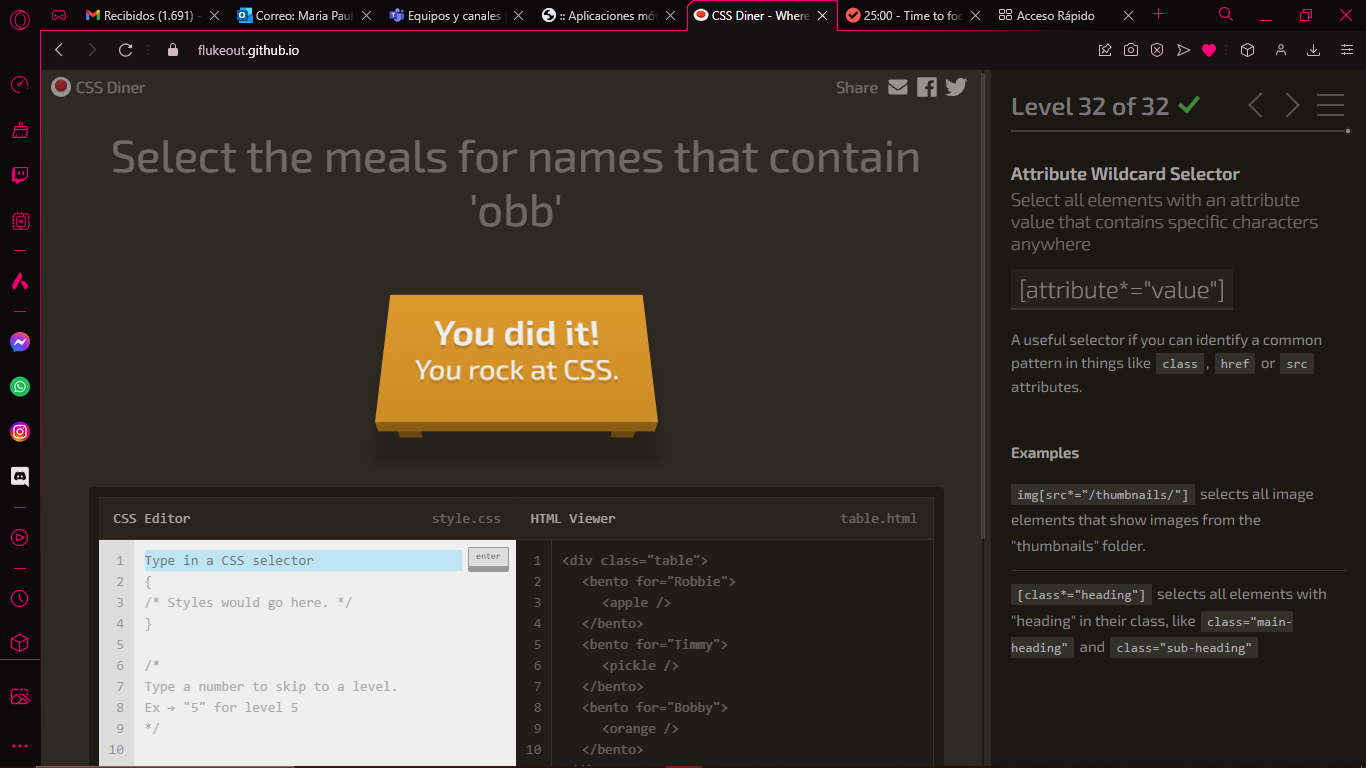 Recibidos (1.691) -
Correo: Maria Paul
Equipos y canales |
:: Aplicaciones móv
CSS Diner - Where
25:00 - Time to foc
Acceso Rápido
flukeout.github.io
CSS Diner
Share
Select the meals for names that contain
'obb'
You did it!
You rock at CSS.
CSS Editor
style.css
HTML Viewer
table.html
1 Type in a CSS selector
enter
2 {
3 /* Styles would go here. */
4 }
5
6 /*
7 Type a number to skip to a level.
8 Ex → "5" for level 5
9 */
10
1 <div class="table">
2 <bento for="Robbie">
3 <apple />
4 </bento>
5 <bento for="Timmy">
6 <pickle />
7 </bento>
8 <bento for="Bobby">
9 <orange />
10 </bento>
Level 32 of 32
Attribute Wildcard Selector
Select all elements with an attribute
value that contains specific characters
anywhere
[attribute*="value"]
A useful selector if you can identify a common
pattern in things like class , href or src
attributes.
Examples
img[src*="/thumbnails/"] selects all image
elements that show images from the
"thumbnails" folder.
[class*="heading"] selects all elements with
"heading" in their class, like class="main-
heading" and class="sub-heading"